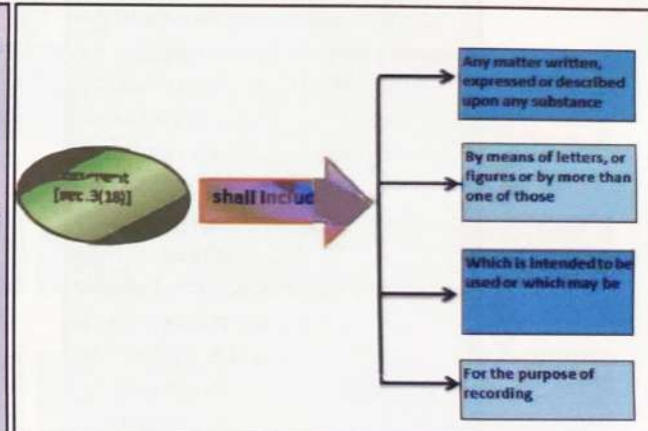 [sec.3(18)]
shall Includ
Any matter written,
expressed or described
upon any substance
By means of letters, or
figures or by more than
one of those
Which is intended to be
used or which may be
For the purpose of
recording